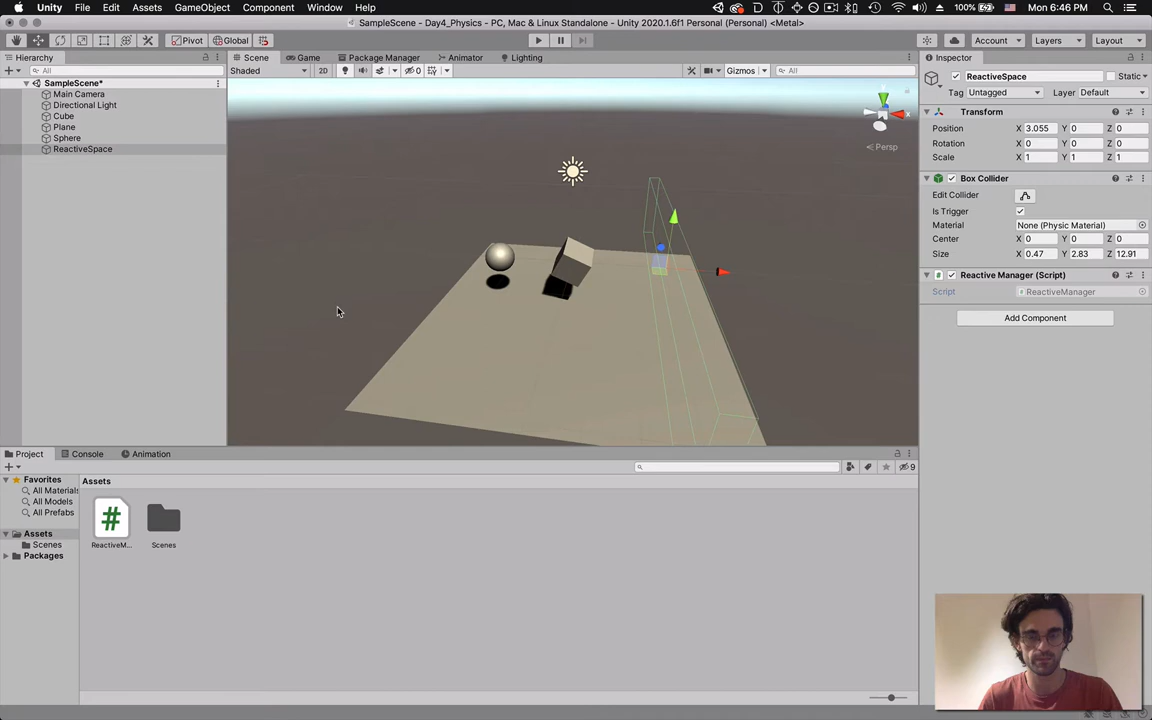 Unity File Edit Assets GameObject Component Window Help 100% Mon 6:46 PM
SampleScene - Day4_Physics - PC, Mac & Linux Standalone - Unity 2020.1.6f1 Personal (Personal) <Metal>
Pivot Global Account Layers Layout
Hierarchy Scene Game Package Manager Animator Lighting Inspector
All Shaded 2D 0 Gizmos All
ReactiveSpace Static
Tag Untagged Layer Default
SampleScene*
Main Camera
Directional Light
Cube
Plane
Sphere
ReactiveSpace
x
Persp
Transform
Position X 3.055 Y 0 Z 0
Rotation X 0 Y 0 Z 0
Scale X 1 Y 1 Z 1
Box Collider
Edit Collider
Is Trigger
Material None (Physic Material)
Center X 0 Y 0 Z 0
Size X 0.47 Y 2.83 Z 12.91
# Reactive Manager (Script)
Script ReactiveManager
Add Component
Project Console Animation
9
Favorites
All Materials
All Models
All Prefabs
Assets
Scenes
Packages
Assets
#
ReactiveM... Scenes